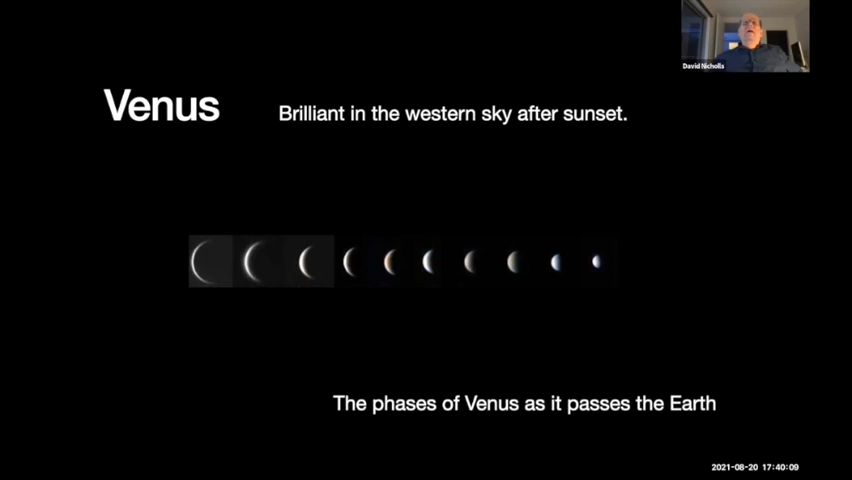 David Nicholls
Venus
Brilliant in the western sky after sunset.
The phases of Venus as it passes the Earth
2021-08-20 17:40:09